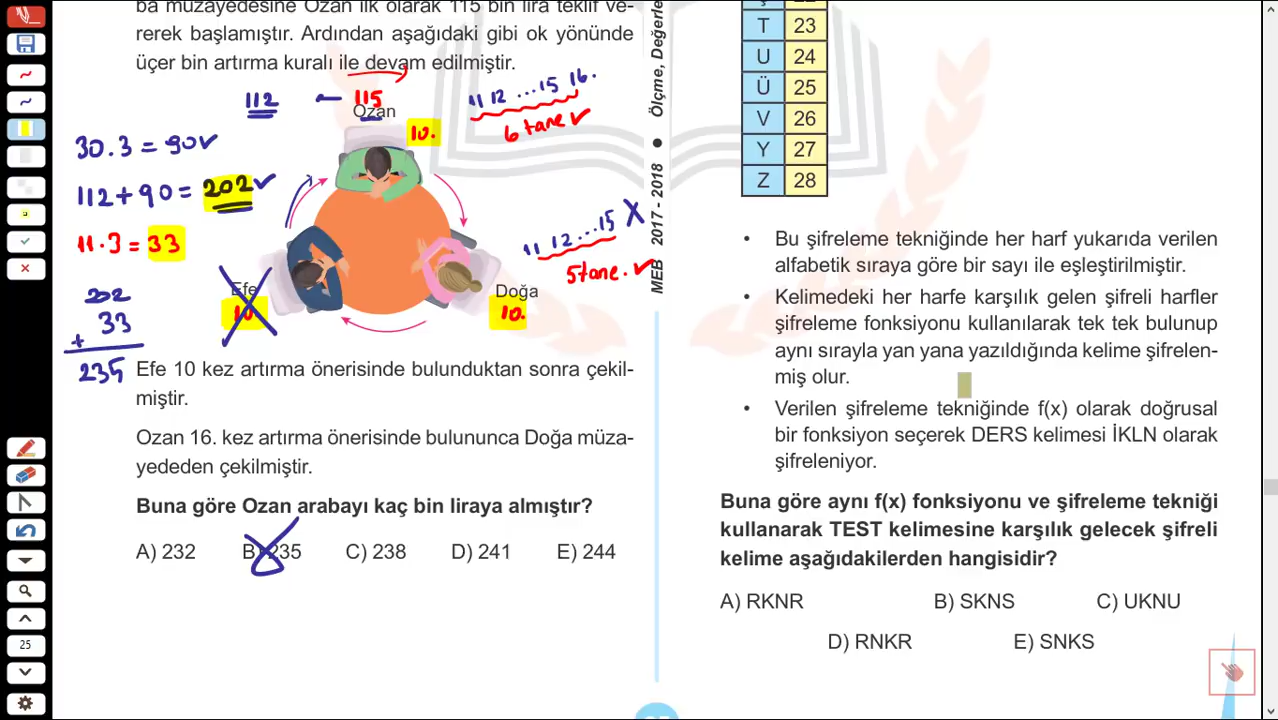 ba müzayedesine Ozan ilk olarak 115 bin lira teklif ve-
rerek başlamıştır. Ardından aşağıdaki gibi ok yönünde
üçer bin artırma kuralı ile devam edilmiştir.
112 - 115
Ozan
11 12 ...15 16.
6 tane
10.
30.3 = 90
112 + 90 = 202
11.3 = 33
202
33
+
235
11 12 ...15
5 tane.
Efe
10
Doğa
10.
Efe 10 kez artırma önerisinde bulunduktan sonra çekil-
miştir.
Ozan 16. kez artırma önerisinde bulununca Doğa müza-
yededen çekilmiştir.
Buna göre Ozan arabayı kaç bin liraya almıştır?
A) 232 B) 235 C) 238 D) 241 E) 244
MEB 2017 - 2018 ● Ölçme, Değerle
T 23
U 24
Ü 25
V 26
Y 27
Z 28
• Bu şifreleme tekniğinde her harf yukarıda verilen
alfabetik sıraya göre bir sayı ile eşleştirilmiştir.
• Kelimedeki her harfe karşılık gelen şifreli harfler
şifreleme fonksiyonu kullanılarak tek tek bulunup
aynı sırayla yan yana yazıldığında kelime şifrelen-
miş olur.
• Verilen şifreleme tekniğinde f(x) olarak doğrusal
bir fonksiyon seçerek DERS kelimesi İKLN olarak
şifreleniyor.
Buna göre aynı f(x) fonksiyonu ve şifreleme tekniği
kullanarak TEST kelimesine karşılık gelecek şifreli
kelime aşağıdakilerden hangisidir?
A) RKNR B) SKNS C) UKNU
D) RNKR E) SNKS
25